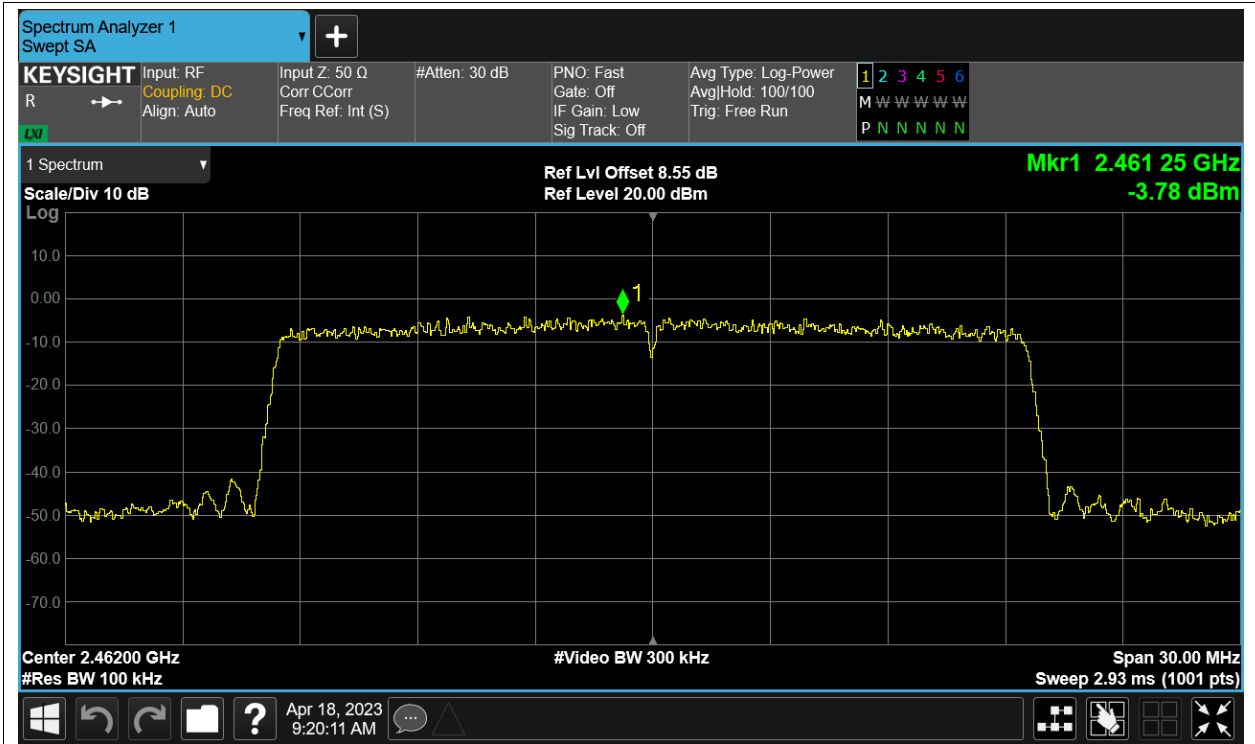 Spectrum Analyzer 1
Swept SA
+
KEYSIGHT
R
LXI
Input: RF
Coupling: DC
Align: Auto
Input Z: 50 Ω
Corr CCorr
Freq Ref: Int (S)
#Atten: 30 dB
PNO: Fast
Gate: Off
IF Gain: Low
Sig Track: Off
Avg Type: Log-Power
Avg|Hold: 100/100
Trig: Free Run
1 2 3 4 5 6
M W W W W W
P N N N N N
1 Spectrum
Scale/Div 10 dB
Ref Lvl Offset 8.55 dB
Ref Level 20.00 dBm
Mkr1 2.461 25 GHz
-3.78 dBm
Log
10.0
0.00
-10.0
-20.0
-30.0
-40.0
-50.0
-60.0
-70.0
1
Center 2.46200 GHz
#Res BW 100 kHz
#Video BW 300 kHz
Span 30.00 MHz
Sweep 2.93 ms (1001 pts)
?
Apr 18, 2023
9:20:11 AM